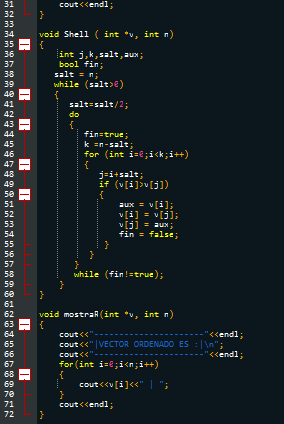 31 cout<<endl;
32 }
33
34 void Shell ( int *v, int n)
35 {
36 int j,k,salt,aux;
37 bool fin;
38 salt = n;
39 while (salt>0)
40 {
41 salt=salt/2;
42 do
43 {
44 fin=true;
45 k =n-salt;
46 for (int i=0;i<k;i++)
47 {
48 j=i+salt;
49 if (v[i]>v[j])
50 {
51 aux = v[i];
52 v[i] = v[j];
53 v[j] = aux;
54 fin = false;
55 }
56 }
57 }
58 while (fin!=true);
59 }
60 }
61
62 void mostraR(int *v, int n)
63 {
64 cout<<"----------------------"<<endl;
65 cout<<"|VECTOR ORDENADO ES :|\n";
66 cout<<"----------------------"<<endl;
67 for(int i=0;i<n;i++)
68 {
69 cout<<v[i]<<" | ";
70 }
71 cout<<endl;
72 }